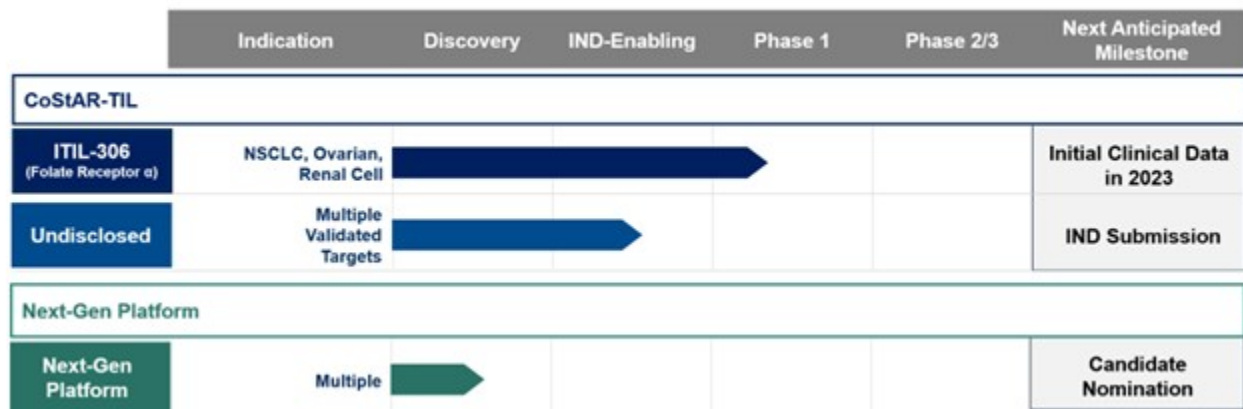 Indication Discovery IND-Enabling Phase 1 Phase 2/3 Next Anticipated
Milestone
CoStAR-TIL
ITIL-306
(Folate Receptor α)
NSCLC, Ovarian,
Renal Cell
Initial Clinical Data
in 2023
Undisclosed
Multiple
Validated
Targets
IND Submission
Next-Gen Platform
Next-Gen
Platform
Multiple
Candidate
Nomination